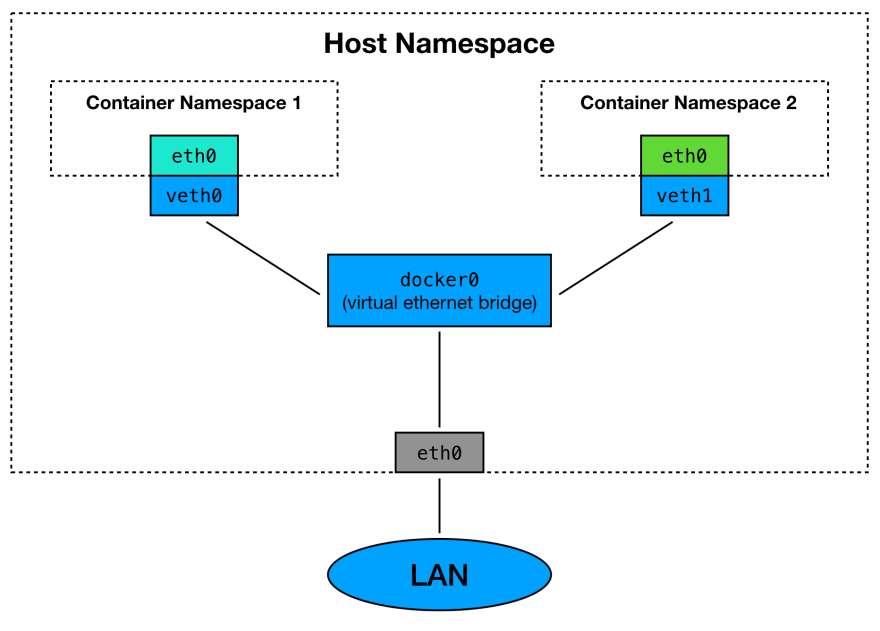 Host Namespace
Container Namespace 1
Container Namespace 2
eth0
eth0
veth0
veth1
docker0
(virtual ethernet bridge)
eth0
LAN